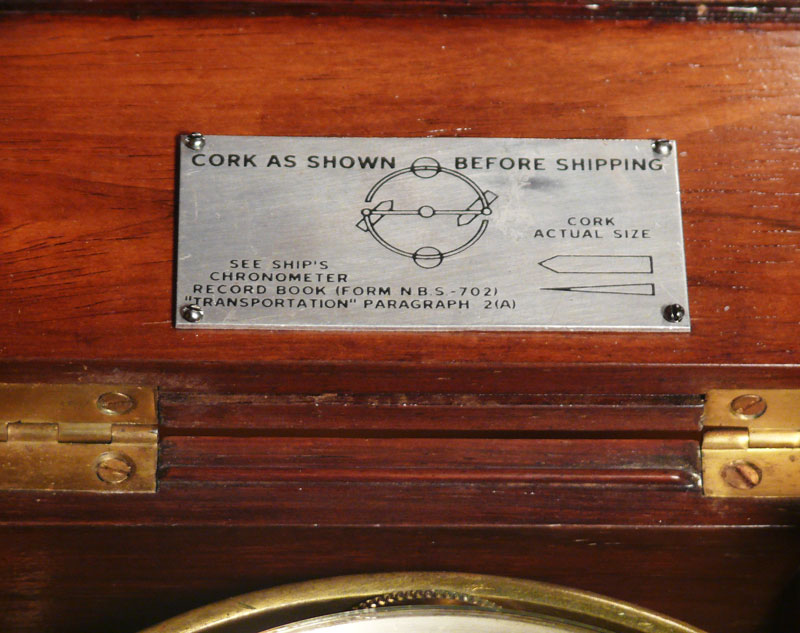 CORK AS SHOWN BEFORE SHIPPING
CORK
ACTUAL SIZE
SEE SHIP'S
CHRONOMETER
RECORD BOOK (FORM N.B.S.-702)
"TRANSPORTATION" PARAGRAPH 2(A)